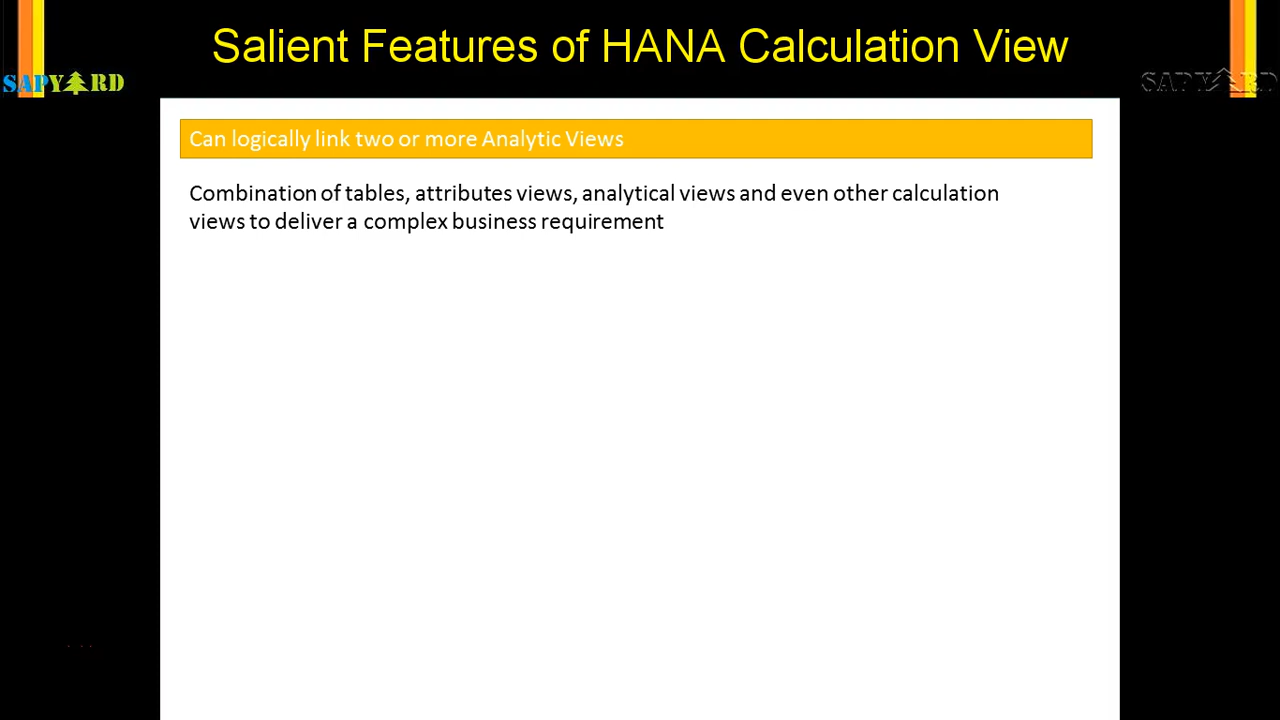 Salient Features of HANA Calculation View
SAPYARD
SAPYARD
Can logically link two or more Analytic Views
Combination of tables, attributes views, analytical views and even other calculation
views to deliver a complex business requirement